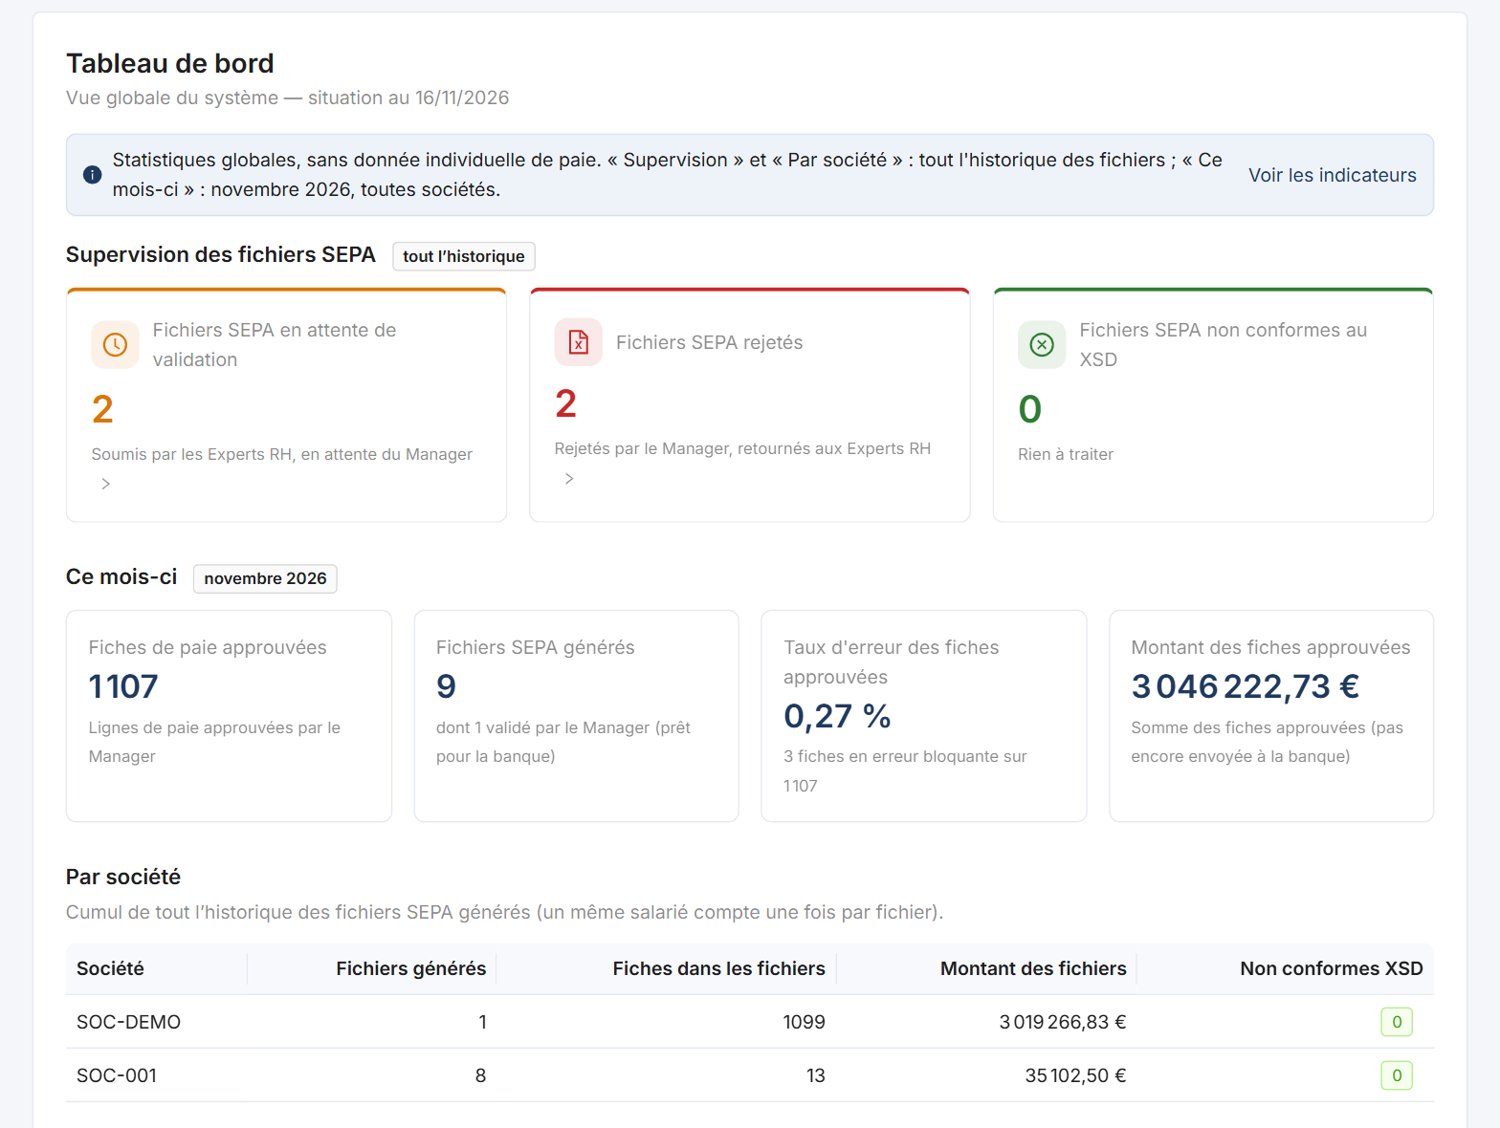 Tableau de bord
Vue globale du système — situation au 16/11/2026
Statistiques globales, sans donnée individuelle de paie. « Supervision » et « Par société » : tout l'historique des fichiers ; « Ce
mois-ci » : novembre 2026, toutes sociétés.
Voir les indicateurs
Supervision des fichiers SEPA
tout l’historique
Fichiers SEPA en attente de
validation
2
Soumis par les Experts RH, en attente du Manager
>
Fichiers SEPA rejetés
2
Rejetés par le Manager, retournés aux Experts RH
>
Fichiers SEPA non conformes au
XSD
0
Rien à traiter
Ce mois-ci
novembre 2026
Fiches de paie approuvées
1 107
Lignes de paie approuvées par le
Manager
Fichiers SEPA générés
9
dont 1 validé par le Manager (prêt
pour la banque)
Taux d'erreur des fiches
approuvées
0,27 %
3 fiches en erreur bloquante sur
1 107
Montant des fiches approuvées
3 046 222,73 €
Somme des fiches approuvées (pas
encore envoyée à la banque)
Par société
Cumul de tout l’historique des fichiers SEPA générés (un même salarié compte une fois par fichier).
Société Fichiers générés Fiches dans les fichiers Montant des fichiers Non conformes XSD
SOC-DEMO 1 1099 3 019 266,83 € 0
SOC-001 8 13 35 102,50 € 0